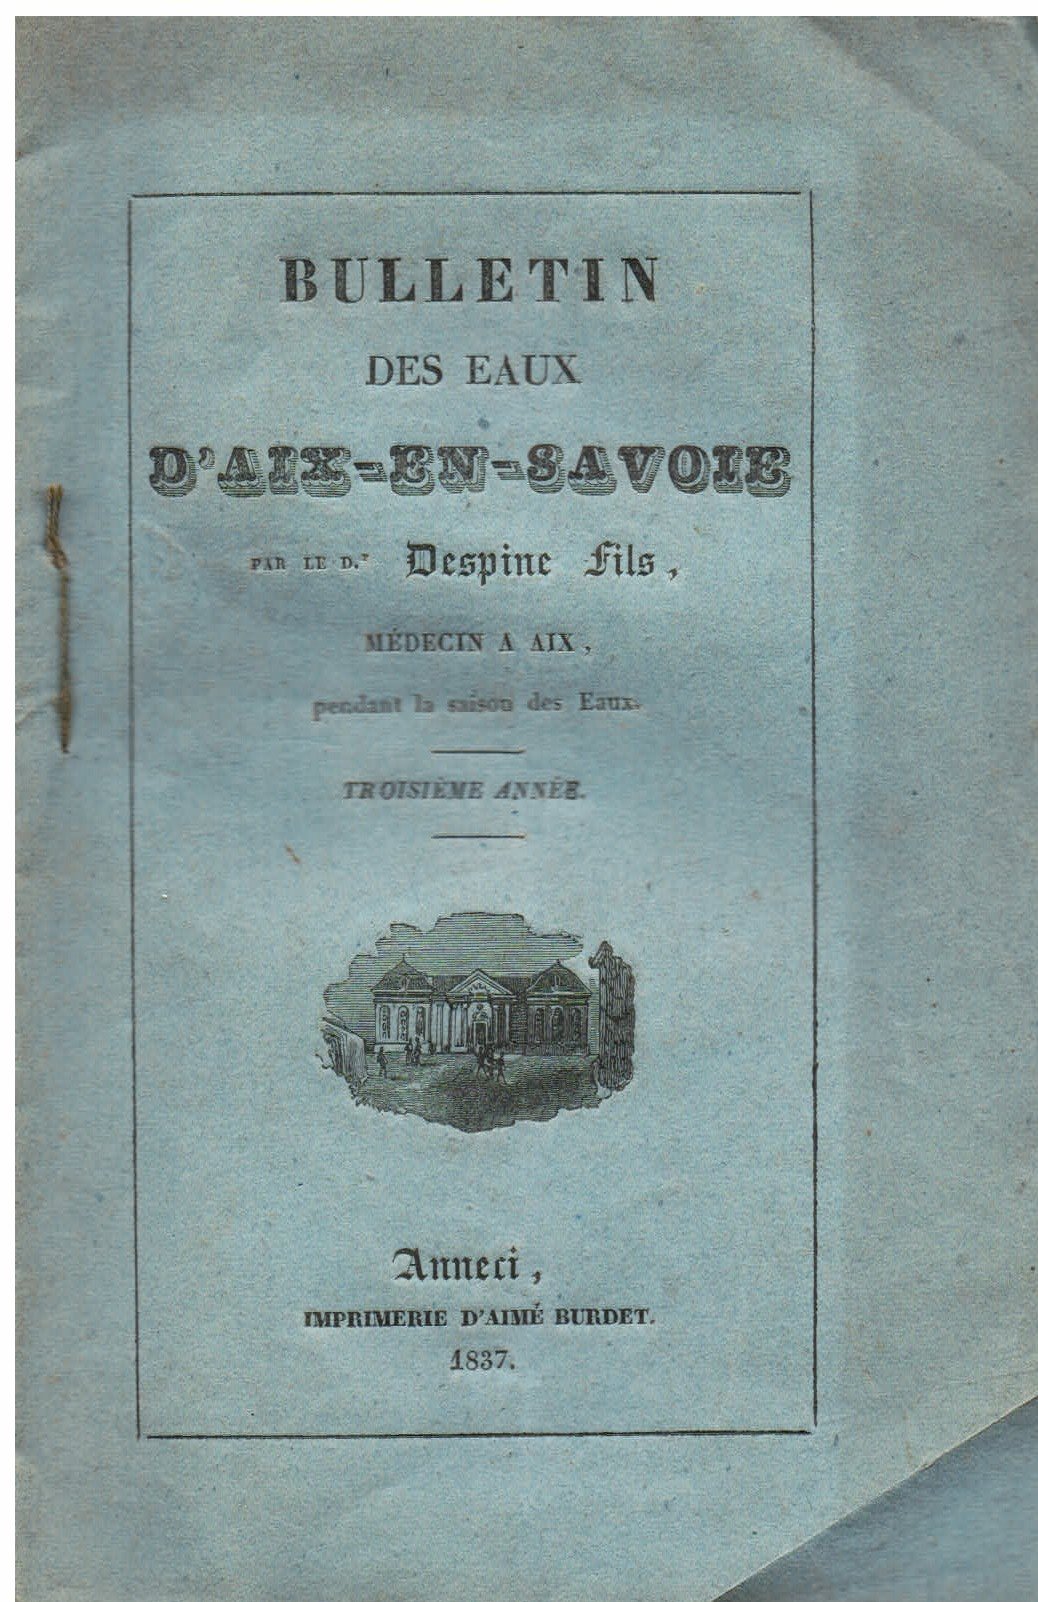 BULLETIN
DES EAUX
D'AIX-EN-SAVOIE
PAR LE D.r Despine Fils,
MÉDECIN A AIX,
pendant la saison des Eaux.
TROISIÈME ANNÉE.
Anneci,
IMPRIMERIE D'AIMÉ BURDET.
1837.